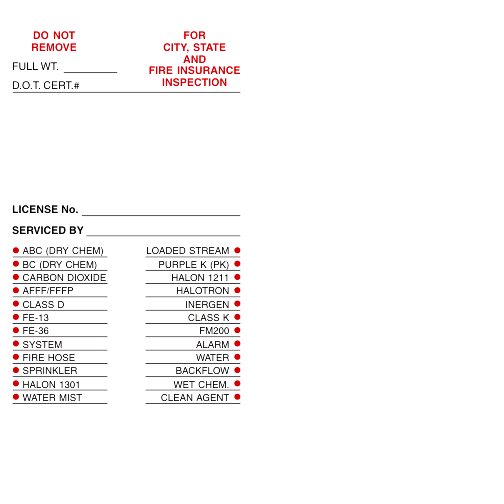 DO NOT
REMOVE
FOR
CITY, STATE
AND
FIRE INSURANCE
INSPECTION
FULL WT.
D.O.T. CERT.#
LICENSE No.
SERVICED BY
ABC (DRY CHEM)
BC (DRY CHEM)
CARBON DIOXIDE
AFFF/FFFP
CLASS D
FE-13
FE-36
SYSTEM
FIRE HOSE
SPRINKLER
HALON 1301
WATER MIST
LOADED STREAM
PURPLE K (PK)
HALON 1211
HALOTRON
INERGEN
CLASS K
FM200
ALARM
WATER
BACKFLOW
WET CHEM.
CLEAN AGENT